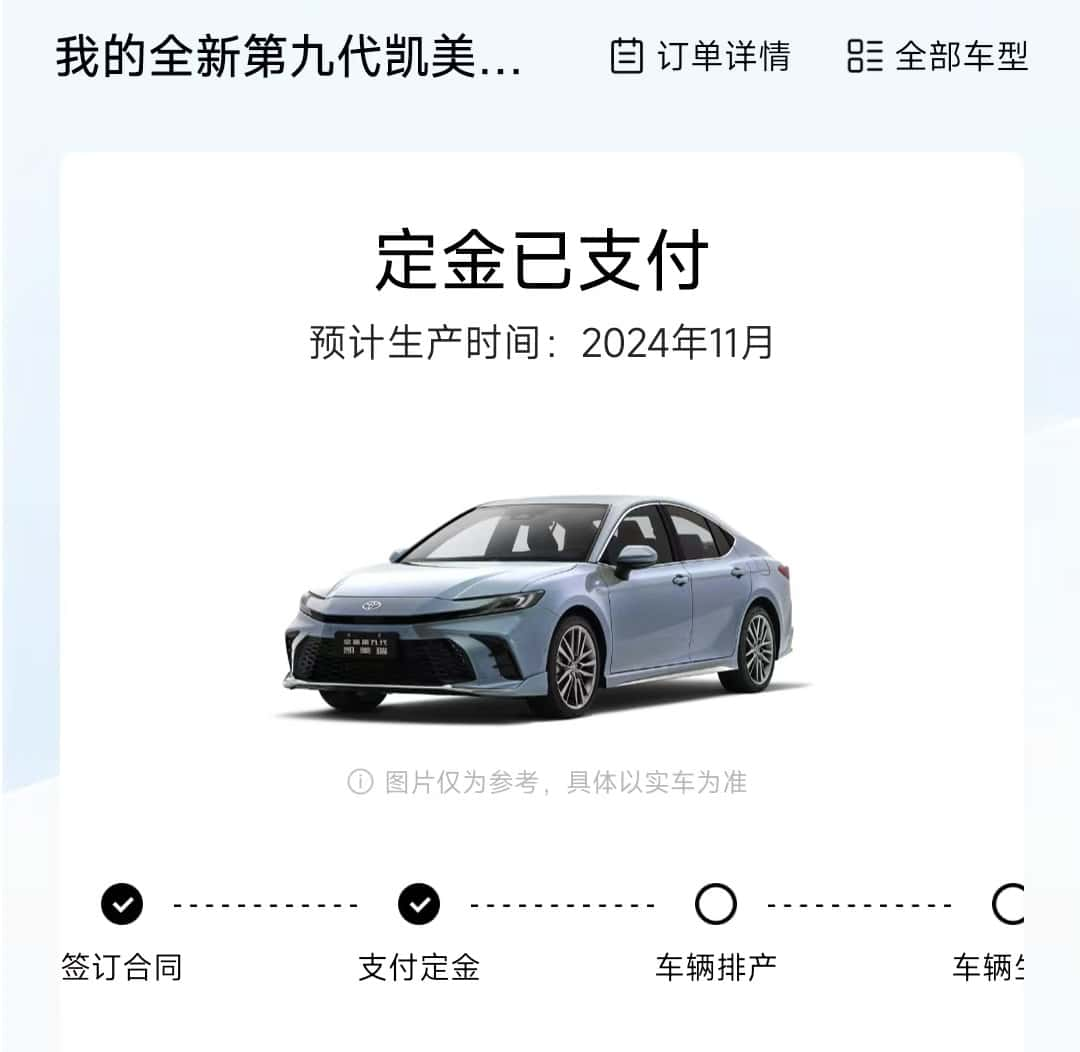 我的全新第九代凯美...
订单详情
全部车型
定金已支付
预计生产时间：2024年11月
全新第九代
凯美瑞
图片仅为参考，具体以实车为准
签订合同
支付定金
车辆排产
车辆